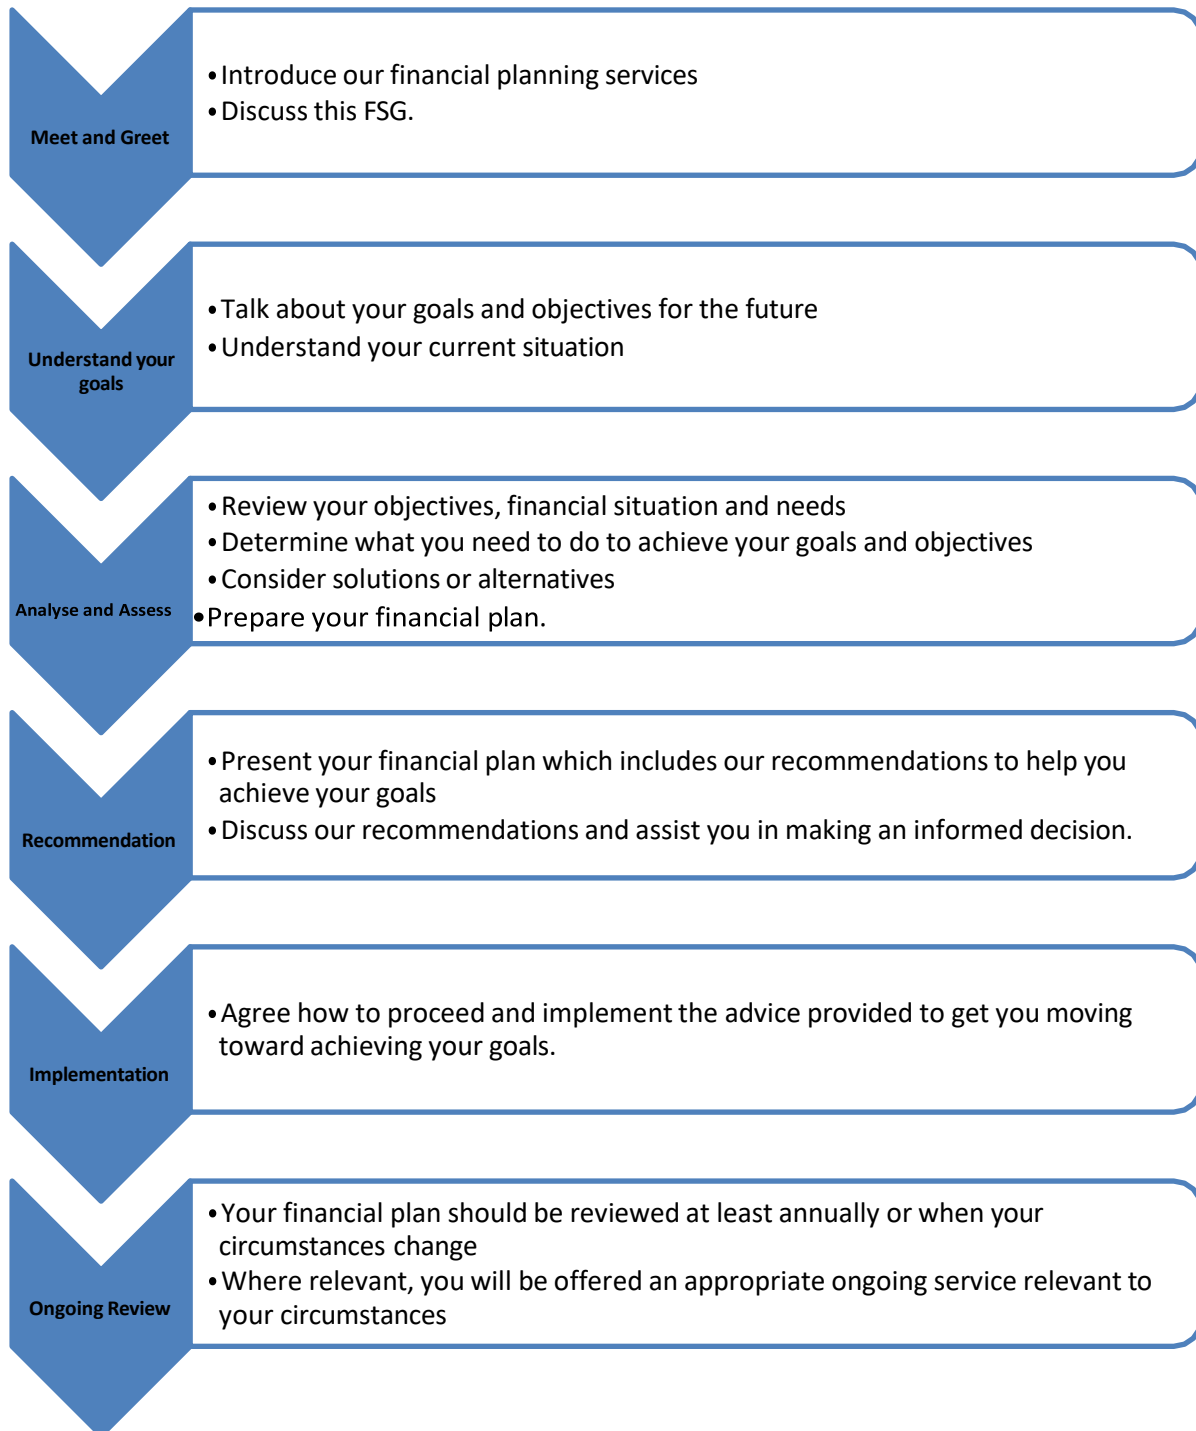 Meet and Greet
•Introduce our financial planning services
•Discuss this FSG.
Understand your
goals
•Talk about your goals and objectives for the future
•Understand your current situation
Analyse and Assess
•Review your objectives, financial situation and needs
•Determine what you need to do to achieve your goals and objectives
•Consider solutions or alternatives
•Prepare your financial plan.
Recommendation
•Present your financial plan which includes our recommendations to help you
achieve your goals
•Discuss our recommendations and assist you in making an informed decision.
Implementation
•Agree how to proceed and implement the advice provided to get you moving
toward achieving your goals.
Ongoing Review
•Your financial plan should be reviewed at least annually or when your
circumstances change
•Where relevant, you will be offered an appropriate ongoing service relevant to
your circumstances